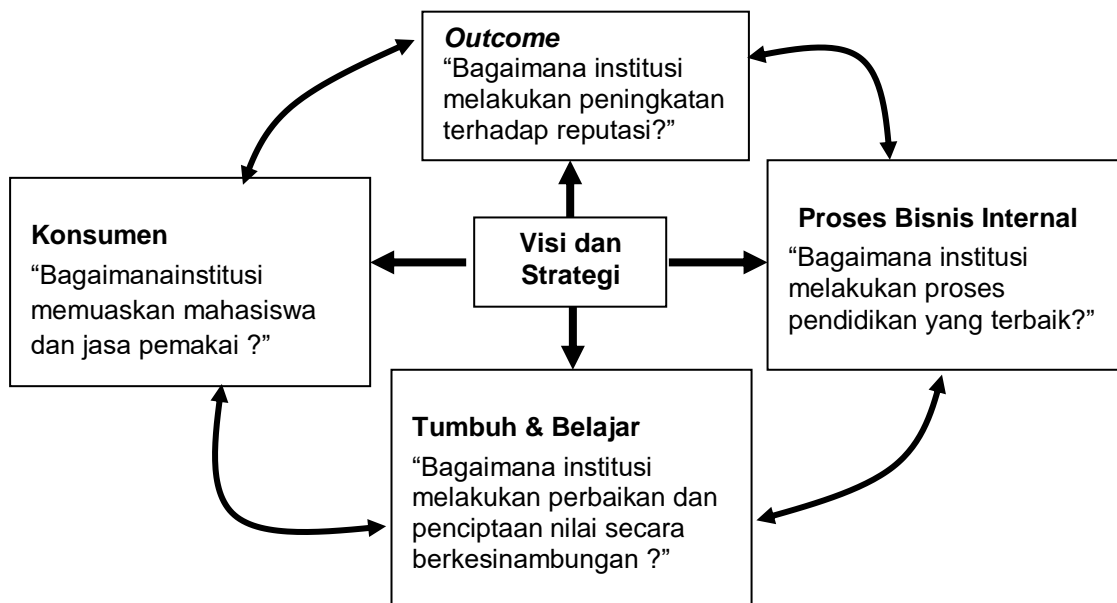 Outcome
“Bagaimana institusi
melakukan peningkatan
terhadap reputasi?”
Konsumen
“Bagaimanainstitusi
memuaskan mahasiswa
dan jasa pemakai ?”
Visi dan
Strategi
Proses Bisnis Internal
“Bagaimana institusi
melakukan proses
pendidikan yang terbaik?”
Tumbuh & Belajar
“Bagaimana institusi
melakukan perbaikan dan
penciptaan nilai secara
berkesinambungan ?”